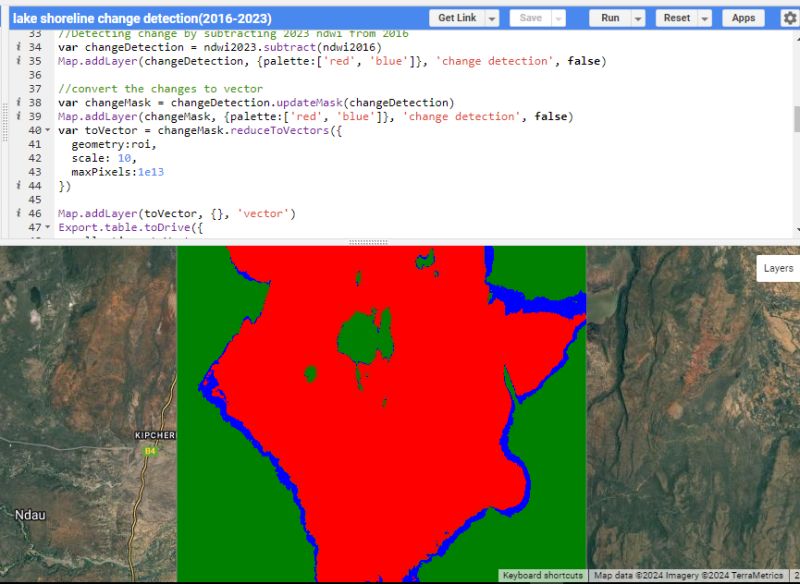 lake shoreline change detection(2016-2023)
Get Link Save Run Reset Apps
33 //Detecting change by subtracting 2023 ndwi from 2016
i 34 var changeDetection = ndwi2023.subtract(ndwi2016)
i 35 Map.addLayer(changeDetection, {palette:['red', 'blue']}, 'change detection', false)
36
37 //convert the changes to vector
i 38 var changeMask = changeDetection.updateMask(changeDetection)
i 39 Map.addLayer(changeMask, {palette:['red', 'blue']}, 'change detection', false)
40 var toVector = changeMask.reduceToVectors({
41 geometry:roi,
42 scale: 10,
43 maxPixels:1e13
i 44 })
45
i 46 Map.addLayer(toVector, {}, 'vector')
47 Export.table.toDrive({
Layers
KIPCHER
B4
Ndau
Keyboard shortcuts Map data ©2024 Imagery ©2024 TerraMetrics 2